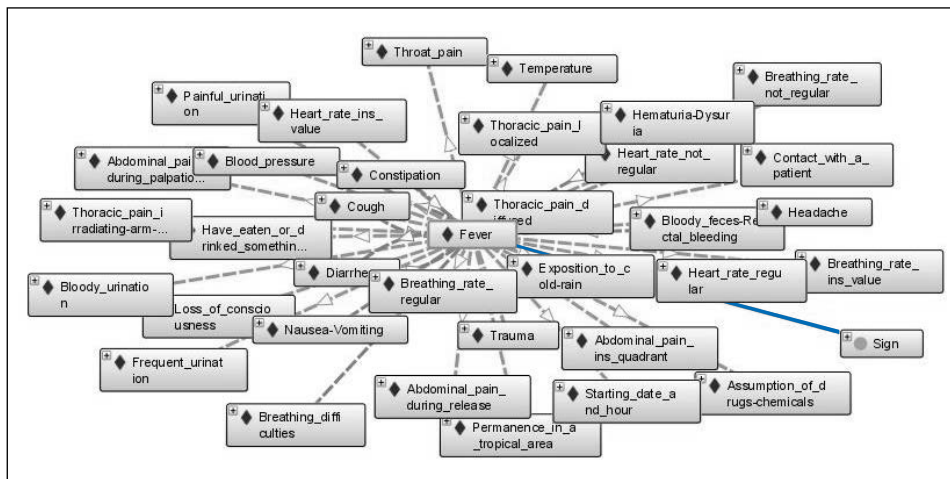 Throat_pain
Temperature
Breathing_rate_
not_regular
Painful_urinati
on
Heart_rate_ins_
value
Hematuria-Dysur
ia
Thoracic_pain_l
ocalized
Heart_rate_not_
regular
Abdominal_pai
during_palpatio...
Blood_pressure
Constipation
Contact_with_a_
patient
Cough
Thoracic_pain_d
iffused
Thoracic_pain_i
rradiating-arm-...
Have_eaten_or_d
rinked_somethin...
Fever
Bloody_feces-Re
ctal_bleeding
Headache
Bloody_urinatio
n
Diarrhe
Breathing_rate_
regular
Exposition_to_c
old-rain
Heart_rate_regu
lar
Breathing_rate_
ins_value
Loss_of_conscio
usness
Nausea-Vomiting
Trauma
Abdominal_pain_
ins_quadrant
Sign
Frequent_urinat
ion
Breathing_diffi
culties
Abdominal_pain_
during_release
Permanence_in_a
_tropical_area
Starting_date_a
nd_hour
Assumption_of_d
rugs-chemicals